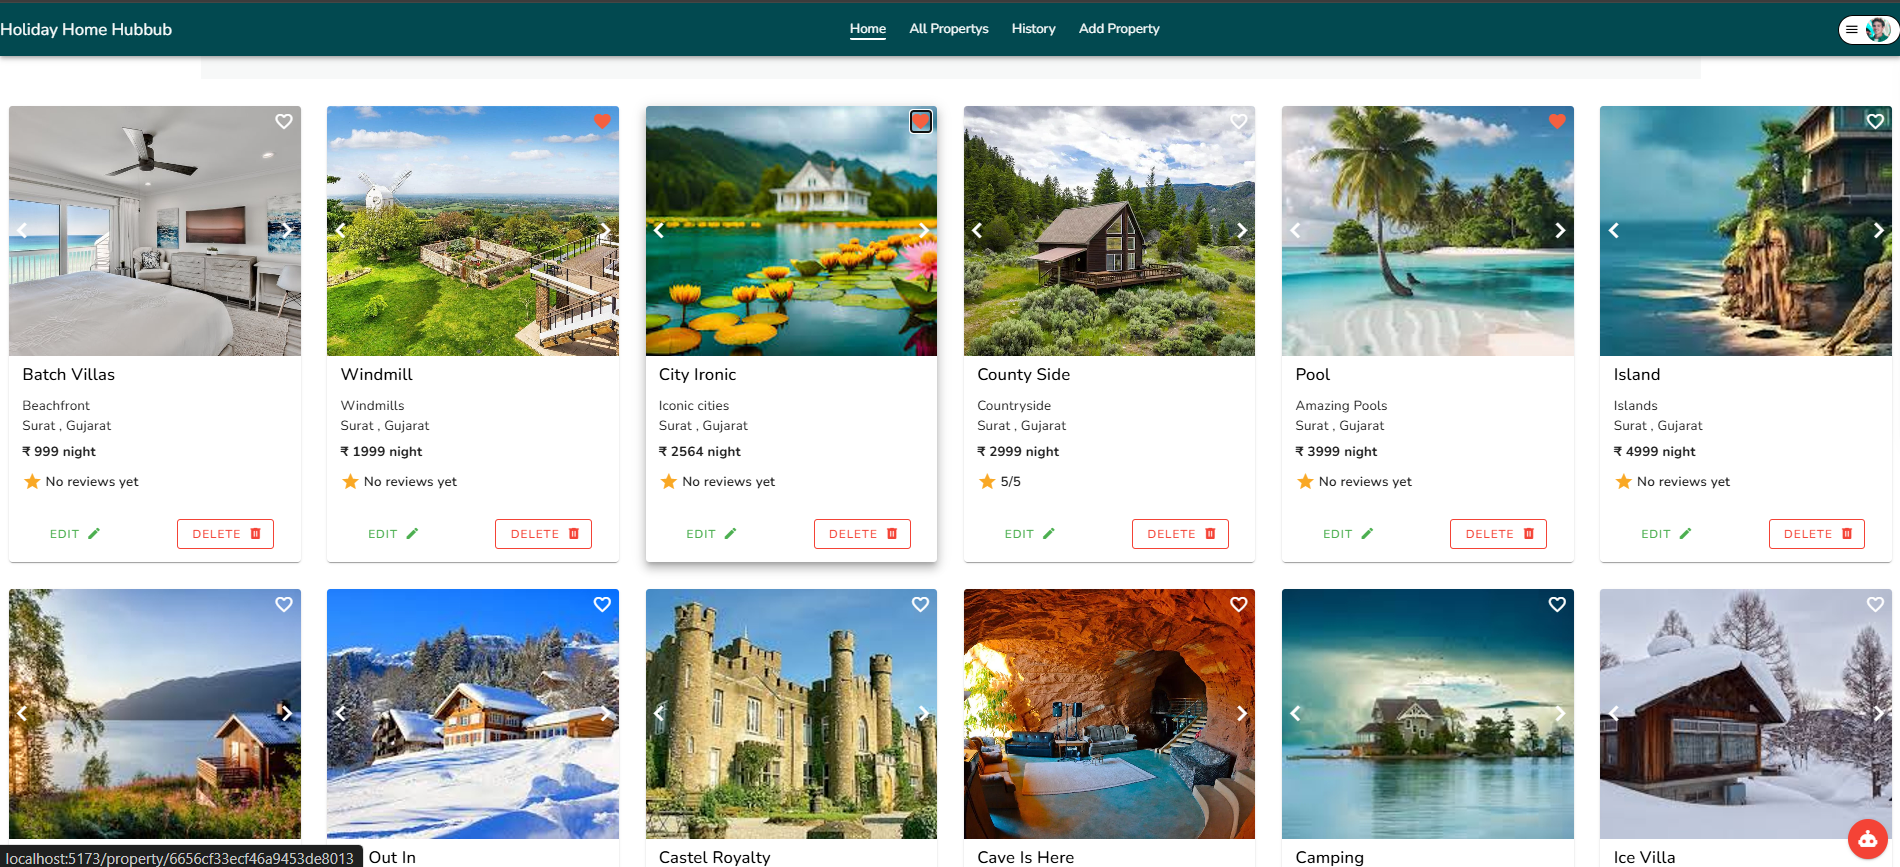 Holiday Home Hubbub
Home All Propertys History Add Property
Batch Villas
Beachfront
Surat , Gujarat
₹ 999 night
No reviews yet
EDIT DELETE
Windmill
Windmills
Surat , Gujarat
₹ 1999 night
No reviews yet
EDIT DELETE
City Ironic
Iconic cities
Surat , Gujarat
₹ 2564 night
No reviews yet
EDIT DELETE
County Side
Countryside
Surat , Gujarat
₹ 2999 night
5/5
EDIT DELETE
Pool
Amazing Pools
Surat , Gujarat
₹ 3999 night
No reviews yet
EDIT DELETE
Island
Islands
Surat , Gujarat
₹ 4999 night
No reviews yet
EDIT DELETE
Out In
Castel Royalty
Cave Is Here
Camping
Ice Villa
localhost:5173/property/6656cf33ecf46a9453de8013